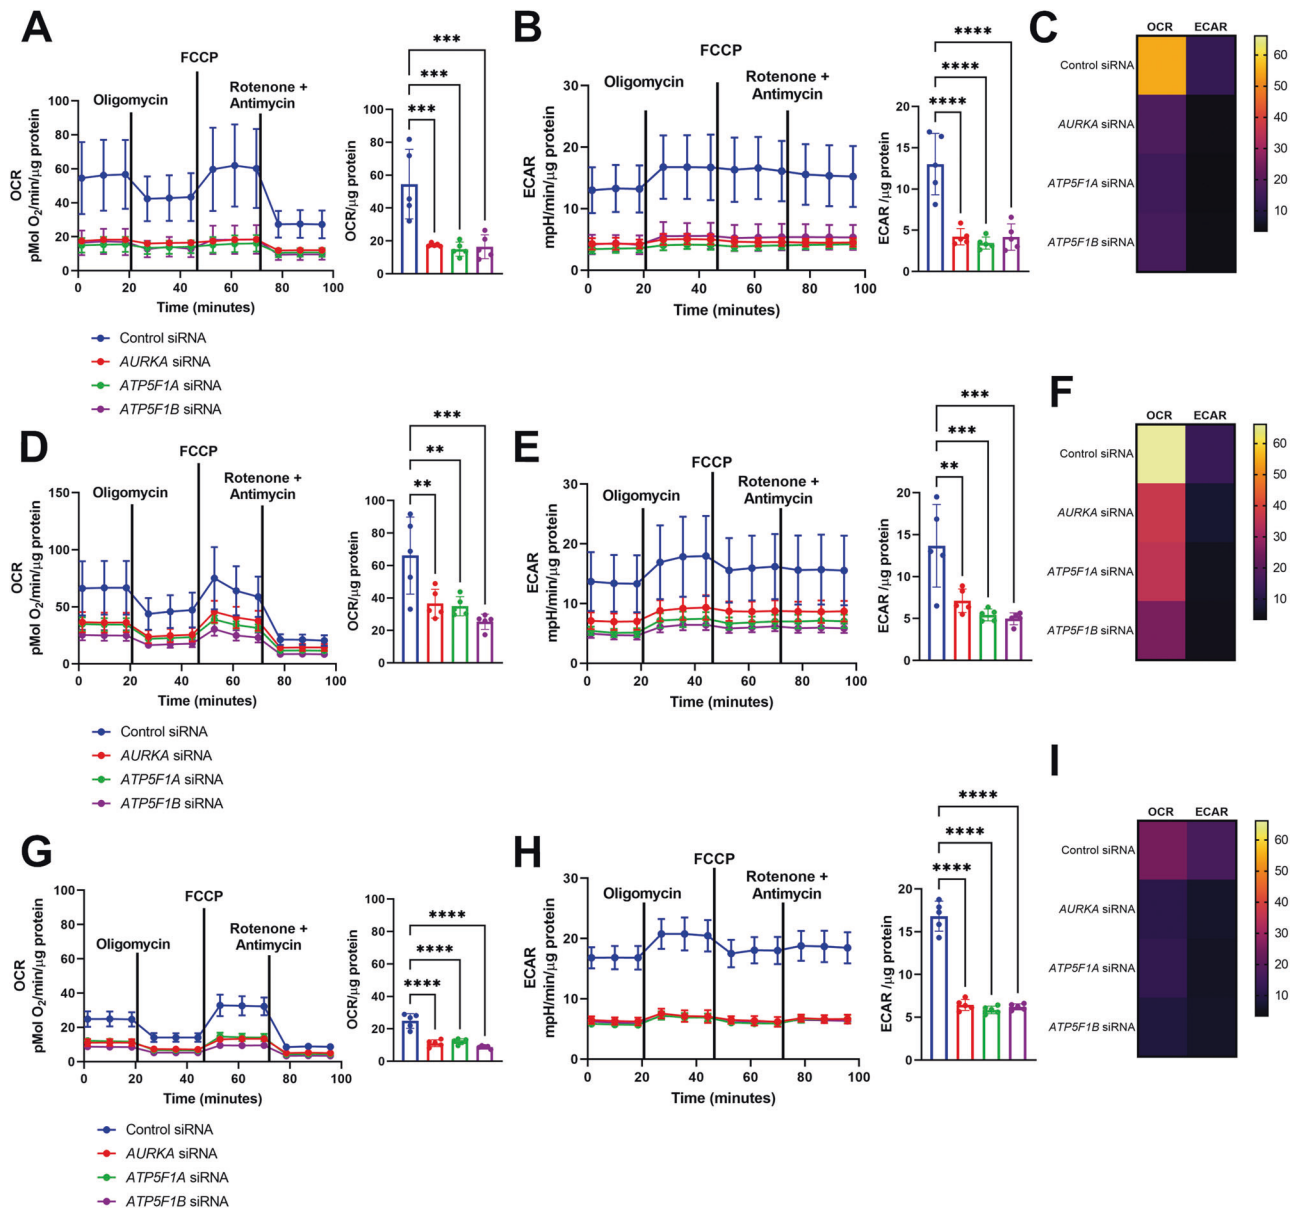 A
FCCP
Oligomycin
Rotenone +
Antimycin
OCR
pMol O2/min/µg protein
100
80
60
40
20
0
0 20 40 60 80 100
Time (minutes)
Control siRNA
AURKA siRNA
ATP5F1A siRNA
ATP5F1B siRNA
OCR/µg protein
100
80
60
40
20
0
***
***
***
B
FCCP
Oligomycin
Rotenone +
Antimycin
ECAR
mpH/min/µg protein
30
20
10
0
0 20 40 60 80 100
Time (minutes)
ECAR /µg protein
20
15
10
5
0
****
****
****
C
OCR ECAR
Control siRNA
AURKA siRNA
ATP5F1A siRNA
ATP5F1B siRNA
60
50
40
30
20
10
D
FCCP
Oligomycin
Rotenone +
Antimycin
OCR
pMol O2/min/µg protein
150
100
50
0
0 20 40 60 80 100
Time (minutes)
Control siRNA
AURKA siRNA
ATP5F1A siRNA
ATP5F1B siRNA
OCR/µg protein
100
80
60
40
20
0
***
**
**
E
FCCP
Oligomycin
Rotenone +
Antimycin
ECAR
mpH/min/µg protein
30
20
10
0
0 20 40 60 80 100
Time (minutes)
ECAR /µg protein
20
15
10
5
0
***
***
**
F
OCR ECAR
Control siRNA
AURKA siRNA
ATP5F1A siRNA
ATP5F1B siRNA
60
50
40
30
20
10
G
FCCP
Oligomycin
Rotenone +
Antimycin
OCR
pMol O2/min/µg protein
100
80
60
40
20
0
0 20 40 60 80 100
Time (minutes)
Control siRNA
AURKA siRNA
ATP5F1A siRNA
ATP5F1B siRNA
OCR/µg protein
100
80
60
40
20
0
****
****
****
H
FCCP
Oligomycin
Rotenone +
Antimycin
ECAR
mpH/min/µg protein
30
20
10
0
0 20 40 60 80 100
Time (minutes)
ECAR /µg protein
20
15
10
5
0
****
****
****
I
OCR ECAR
Control siRNA
AURKA siRNA
ATP5F1A siRNA
ATP5F1B siRNA
60
50
40
30
20
10